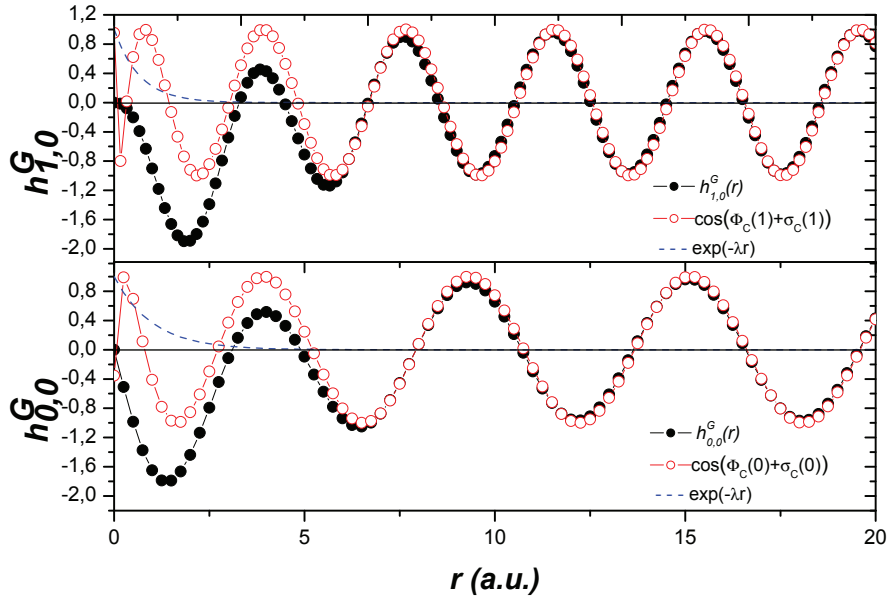 1,2
0,8
0,4
0,0
-0,4
-0,8
-1,2
-1,6
-2,0
h^G_{1,0}
h^G_{1,0}(r)
cos(Φ_C(1)+σ_C(1))
exp(-λr)
0,8
0,4
0,0
-0,4
-0,8
-1,2
-1,6
-2,0
h^G_{0,0}
h^G_{0,0}(r)
cos(Φ_C(0)+σ_C(0))
exp(-λr)
0 5 10 15 20
r (a.u.)